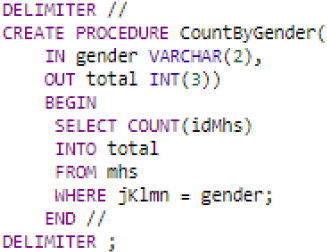 DELIMITER //
CREATE PROCEDURE CountByGender(
IN gender VARCHAR(2),
OUT total INT(3))
BEGIN
SELECT COUNT(idMhs)
INTO total
FROM mhs
WHERE jKlmn = gender;
END //
DELIMITER ;